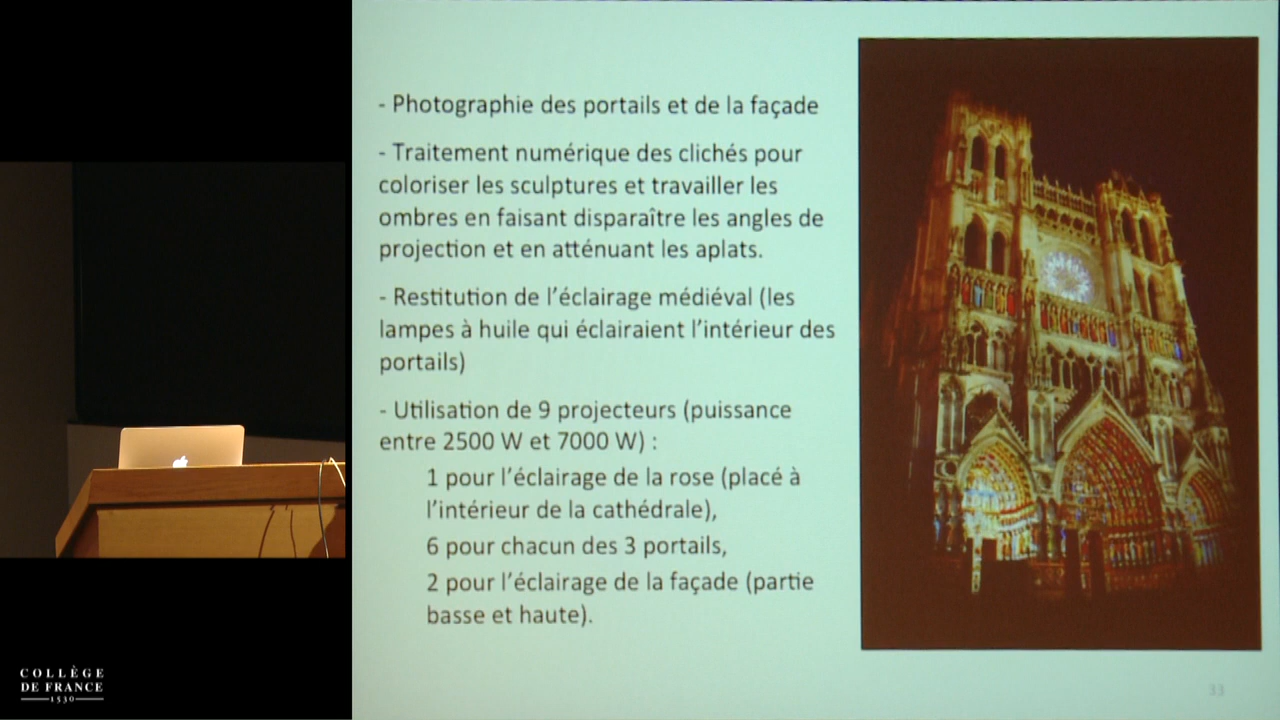 - Photographie des portails et de la façade
- Traitement numérique des clichés pour
coloriser les sculptures et travailler les
ombres en faisant disparaître les angles de
projection et en atténuant les aplats.
- Restitution de l'éclairage médiéval (les
lampes à huile qui éclairaient l'intérieur des
portails)
- Utilisation de 9 projecteurs (puissance
entre 2500 W et 7000 W) :
1 pour l'éclairage de la rose (placé à
l'intérieur de la cathédrale),
6 pour chacun des 3 portails,
2 pour l'éclairage de la façade (partie
basse et haute).
33
COLLÈGE
DE FRANCE
1530